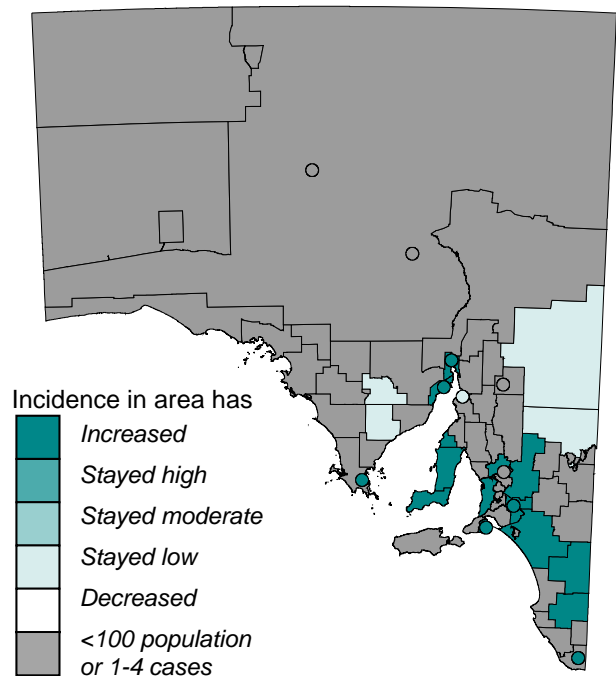 Incidence in area has
Increased
Stayed high
Stayed moderate
Stayed low
Decreased
<100 population
or 1-4 cases